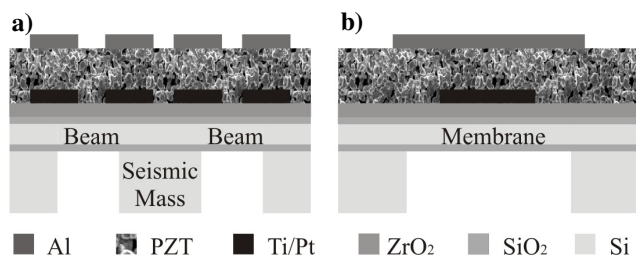 a)
b)
Beam Beam
Membrane
Seismic
Mass
Al PZT Ti/Pt ZrO₂ SiO₂ Si